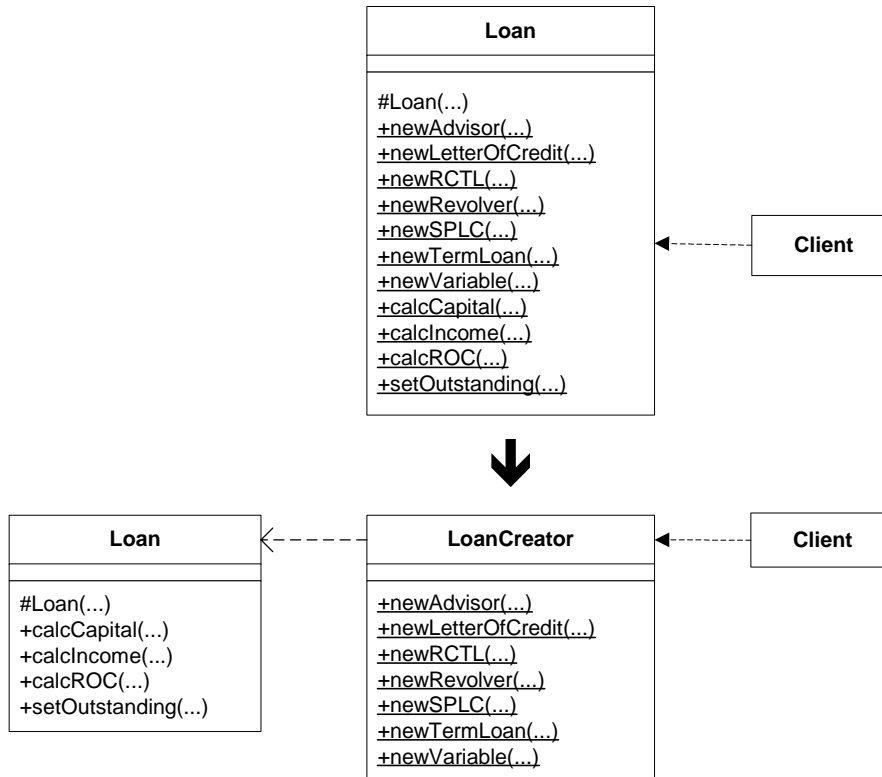 Loan
#Loan(...)
+newAdvisor(...)
+newLetterOfCredit(...)
+newRCTL(...)
+newRevolver(...)
+newSPLC(...)
+newTermLoan(...)
+newVariable(...)
+calcCapital(...)
+calcIncome(...)
+calcROC(...)
+setOutstanding(...)
Client
Loan
#Loan(...)
+calcCapital(...)
+calcIncome(...)
+calcROC(...)
+setOutstanding(...)
LoanCreator
+newAdvisor(...)
+newLetterOfCredit(...)
+newRCTL(...)
+newRevolver(...)
+newSPLC(...)
+newTermLoan(...)
+newVariable(...)
Client